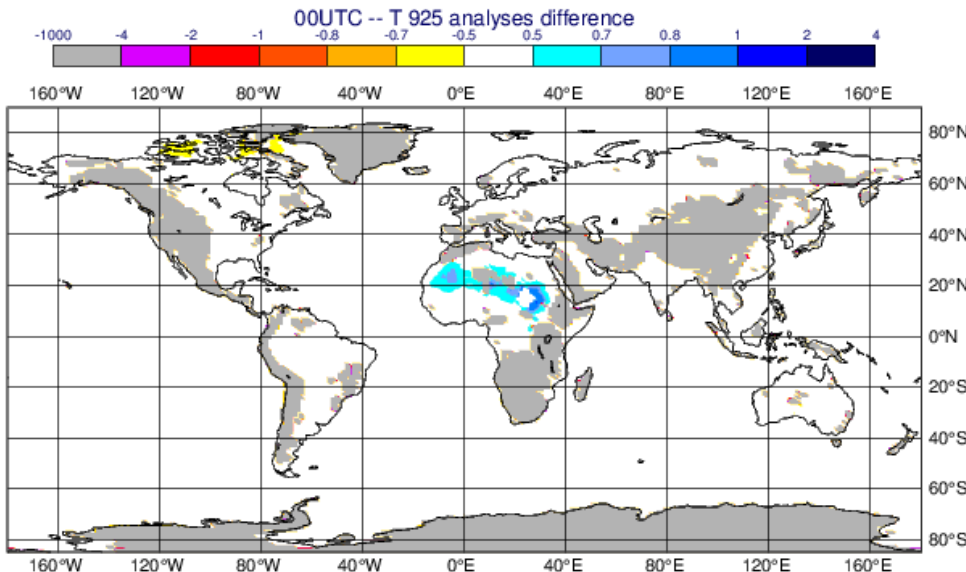 00UTC -- T 925 analyses difference
-1000 -4 -2 -1 -0.8 -0.7 -0.5 0.5 0.7 0.8 1 2 4
160°W 120°W 80°W 40°W 0°E 40°E 80°E 120°E 160°E
80°N
60°N
40°N
20°N
0°N
20°S
40°S
60°S
80°S
160°W 120°W 80°W 40°W 0°E 40°E 80°E 120°E 160°E